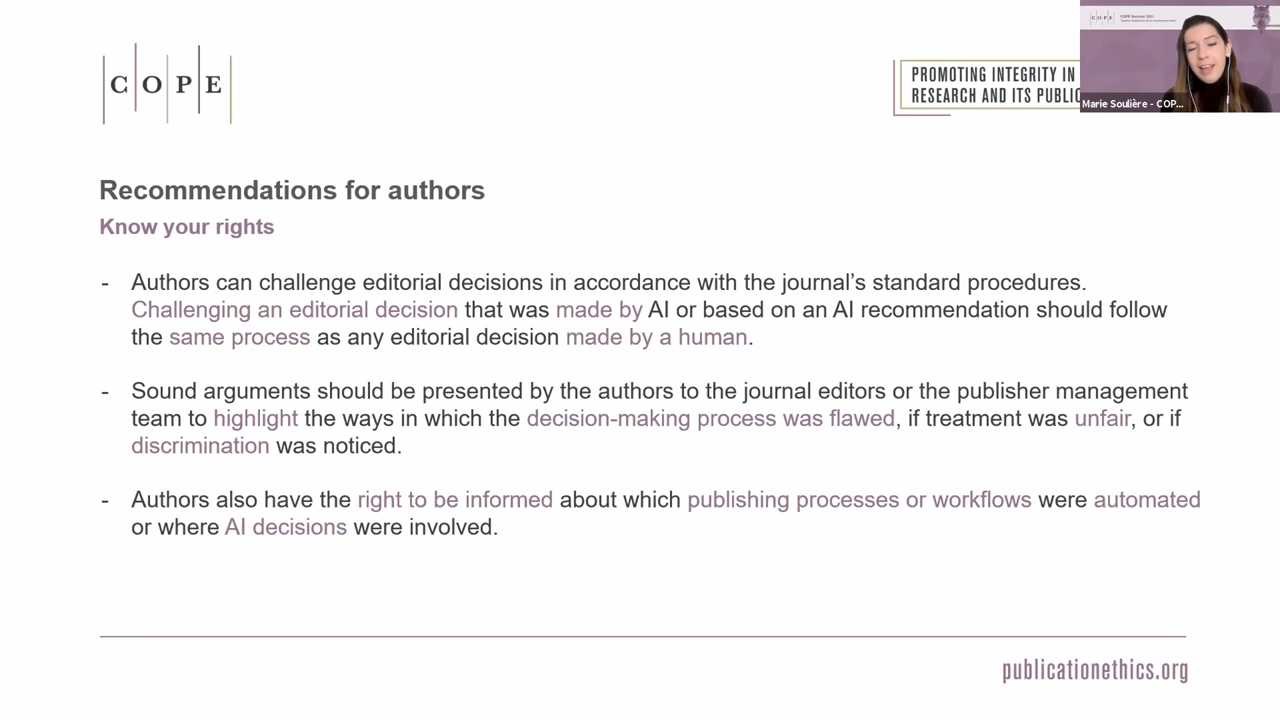 COPE
PROMOTING INTEGRITY IN
RESEARCH AND ITS
COPE
Marie Soulière - COP...
Recommendations for authors
Know your rights
- Authors can challenge editorial decisions in accordance with the journal's standard procedures.
Challenging an editorial decision that was made by AI or based on an AI recommendation should follow
the same process as any editorial decision made by a human.
- Sound arguments should be presented by the authors to the journal editors or the publisher management
team to highlight the ways in which the decision-making process was flawed, if treatment was unfair, or if
discrimination was noticed.
- Authors also have the right to be informed about which publishing processes or workflows were automated
or where AI decisions were involved.
publicationethics.org